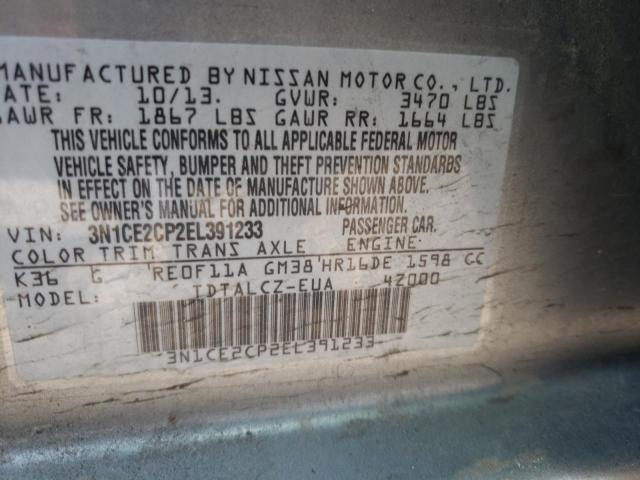 MANUFACTURED BY NISSAN MOTOR CO., LTD.
DATE: 10/13. GVWR: 3470 LBS
GAWR FR: 1867 LBS GAWR RR: 1664 LBS
THIS VEHICLE CONFORMS TO ALL APPLICABLE FEDERAL MOTOR
VEHICLE SAFETY, BUMPER AND THEFT PREVENTION STANDARDS
IN EFFECT ON THE DATE OF MANUFACTURE SHOWN ABOVE.
SEE OWNER'S MANUAL FOR ADDITIONAL INFORMATION.
VIN: 3N1CE2CP2EL391233 PASSENGER CAR.
COLOR TRIM TRANS AXLE ENGINE
K36 G RE0F11A GM38 HR16DE 1598 CC
MODEL: TDTALCZ-EUA 42000
3N1CE2CP2EL391233